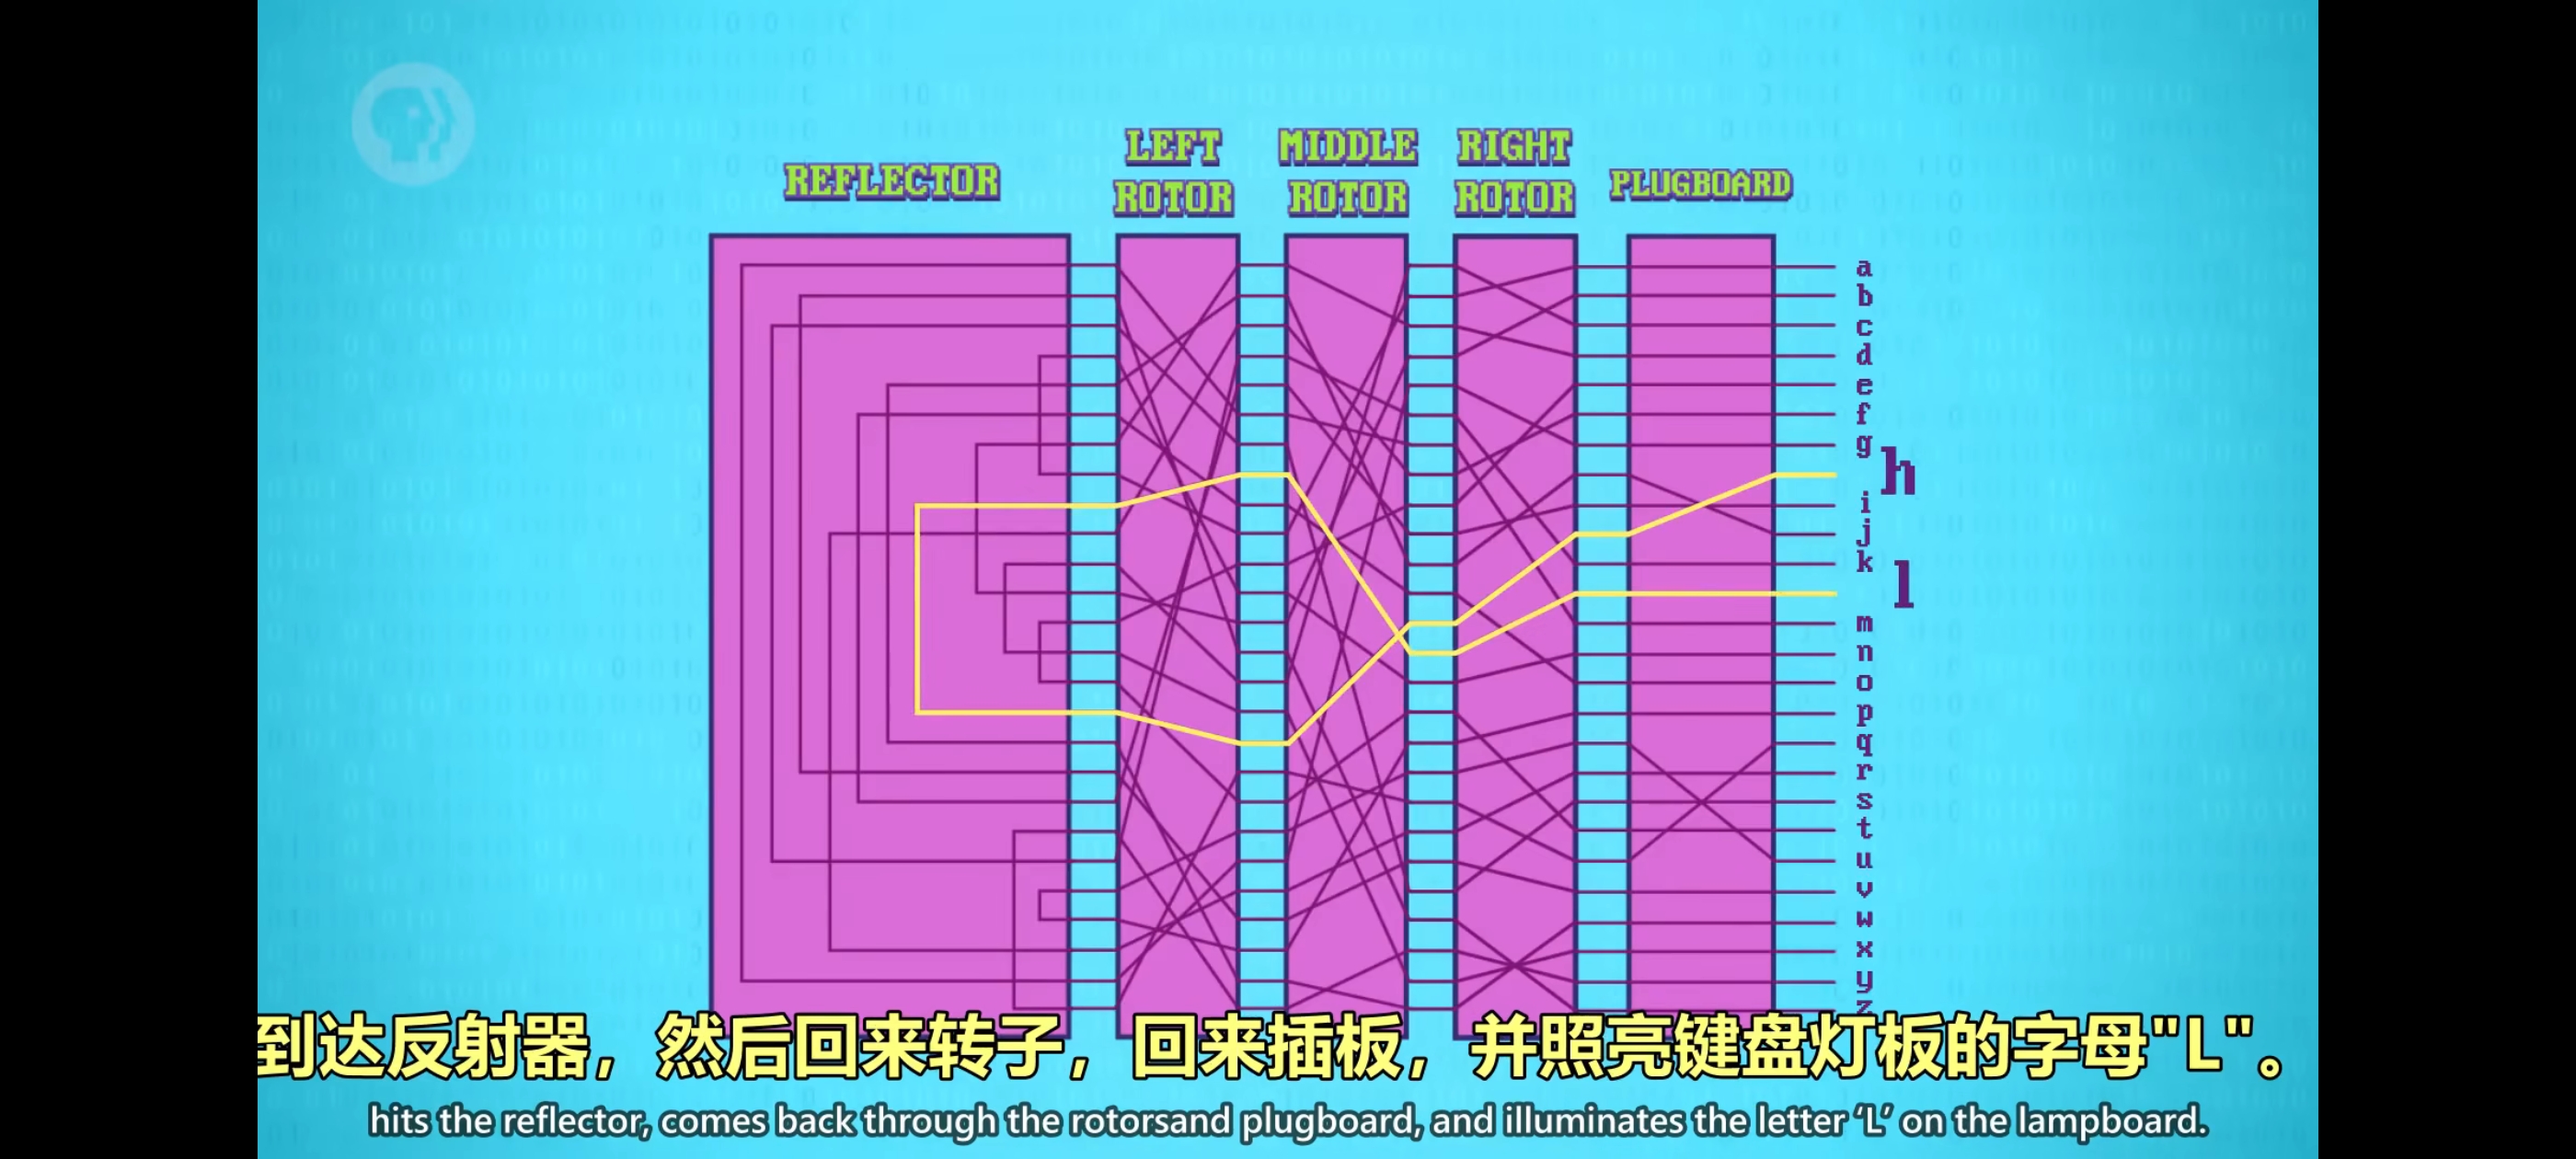 REFLECTOR
LEFT ROTOR
MIDDLE ROTOR
RIGHT ROTOR
PLUGBOARD
a
b
c
d
e
f
g
h
i
j
k
l
m
n
o
p
q
r
s
t
u
v
w
x
y
z
到达反射器，然后回来转子，回来插板，并照亮键盘灯板的字母"L"。
hits the reflector, comes back through the rotorsand plugboard, and illuminates the letter ‘L’ on the lampboard.